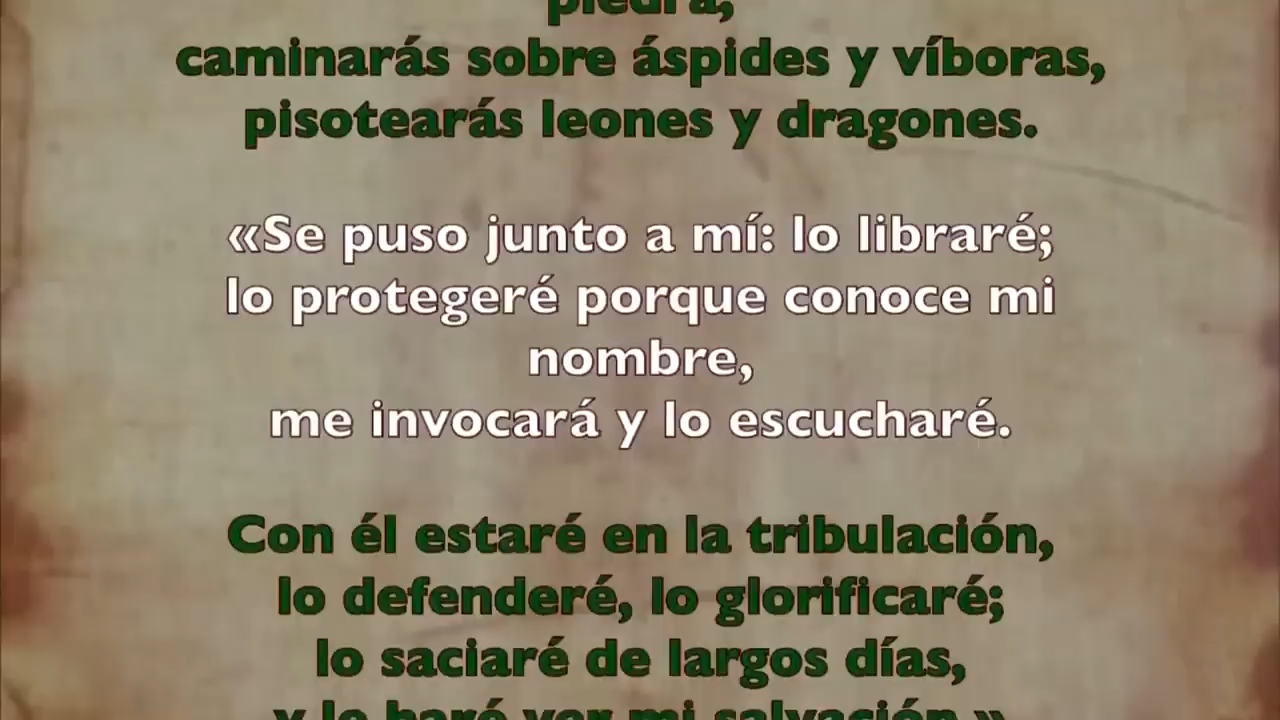 piedra,
caminarás sobre áspides y víboras,
pisotearás leones y dragones.
«Se puso junto a mí: lo libraré;
lo protegeré porque conoce mi
nombre,
me invocará y lo escucharé.
Con él estaré en la tribulación,
lo defenderé, lo glorificaré;
lo saciaré de largos días,
y lo haré ver mi salvación.»